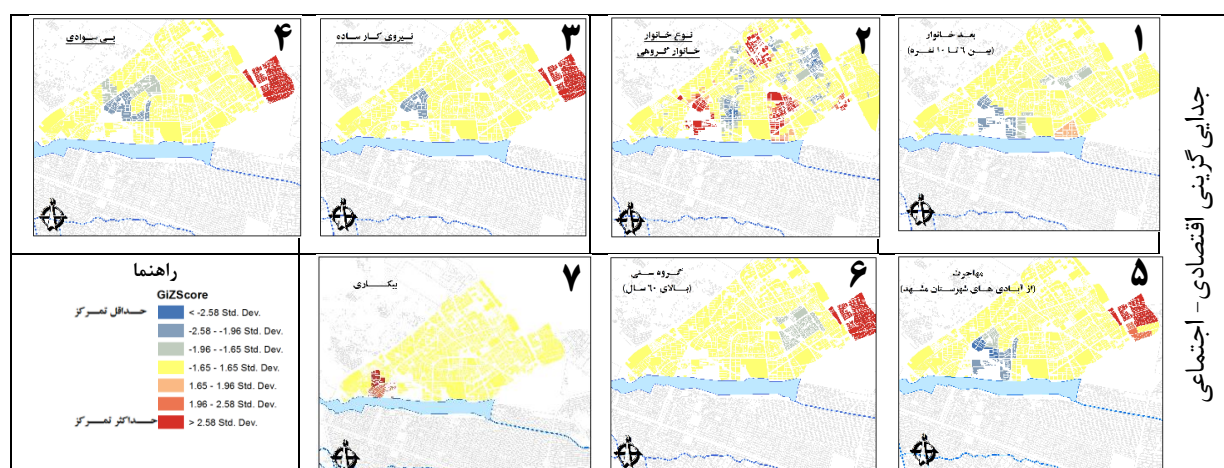 جدایی گزینی اقتصادی - اجتماعی
۱
بعد خانوار
(بین ۶ تا ۱۰ نفره)
۲
نوع خانوار
خانوار گروهی
۳
نیروی کار ساده
۴
بی سوادی
۵
مهاجرت
(از آبادی های شهرستان مشهد)
۶
گروه سنی
(بالای ۶۰ سال)
۷
بیکاری
راهنما
GiZScore
حداقل تمرکز
< -2.58 Std. Dev.
-2.58 - -1.96 Std. Dev.
-1.96 - -1.65 Std. Dev.
-1.65 - 1.65 Std. Dev.
1.65 - 1.96 Std. Dev.
1.96 - 2.58 Std. Dev.
حداکثر تمرکز
> 2.58 Std. Dev.